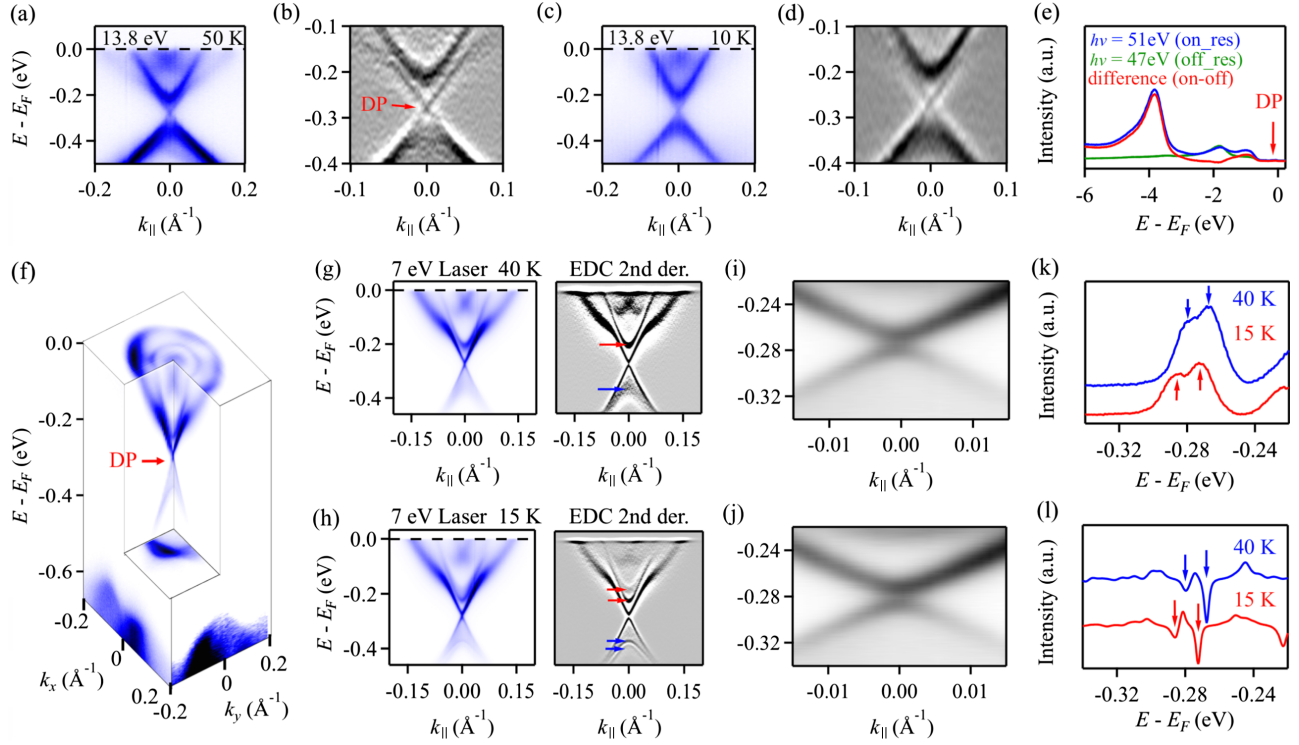 (a)
13.8 eV 50 K
0.0
-0.2
-0.4
E - E_F (eV)
-0.2 0.0 0.2
k_|| (Å^-1)
(b)
-0.1
-0.2
-0.3
-0.4
DP
-0.1 0.0 0.1
k_|| (Å^-1)
(c)
13.8 eV 10 K
0.0
-0.2
-0.4
-0.2 0.0 0.2
k_|| (Å^-1)
(d)
-0.1
-0.2
-0.3
-0.4
-0.1 0.0 0.1
k_|| (Å^-1)
(e)
Intensity (a.u.)
hν = 51eV (on_res)
hν = 47eV (off_res)
difference (on-off)
DP
-6 -4 -2 0
E - E_F (eV)
(f)
E - E_F (eV)
0.0
-0.2
DP
-0.4
-0.6
-0.2
0
0.2
k_x (Å^-1)
-0.2
0
0.2
k_y (Å^-1)
(g)
7 eV Laser 40 K
EDC 2nd der.
E - E_F (eV)
0.0
-0.2
-0.4
-0.15 0.00 0.15
k_|| (Å^-1)
-0.15 0.00 0.15
k_|| (Å^-1)
(h)
7 eV Laser 15 K
EDC 2nd der.
E - E_F (eV)
0.0
-0.2
-0.4
-0.15 0.00 0.15
k_|| (Å^-1)
-0.15 0.00 0.15
k_|| (Å^-1)
(i)
-0.24
-0.28
-0.32
-0.01 0.00 0.01
k_|| (Å^-1)
(j)
-0.24
-0.28
-0.32
-0.01 0.00 0.01
k_|| (Å^-1)
(k)
Intensity (a.u.)
40 K
15 K
-0.32 -0.28 -0.24
E - E_F (eV)
(l)
Intensity (a.u.)
40 K
15 K
-0.32 -0.28 -0.24
E - E_F (eV)